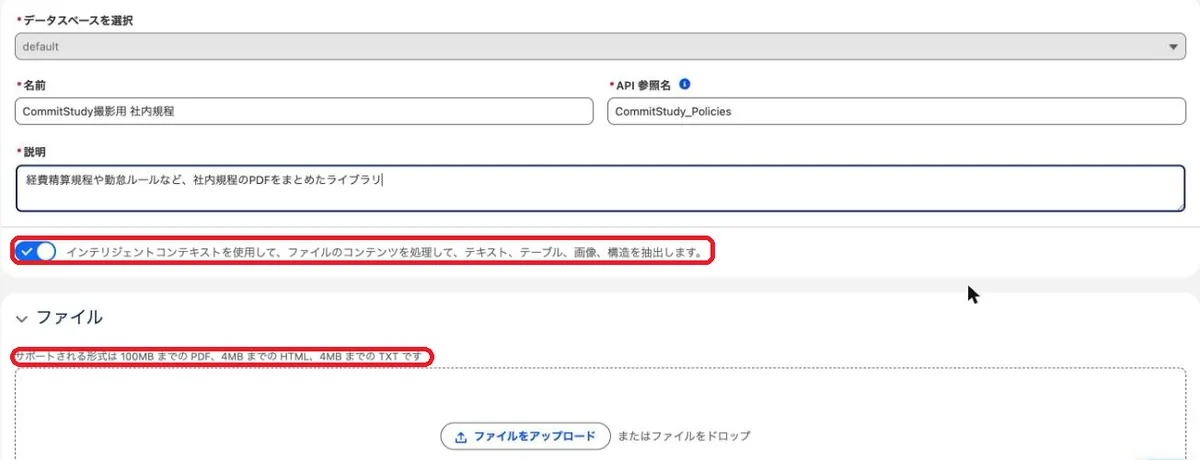 *データスペースを選択
default
*名前
*API 参照名
CommitStudy撮影用 社内規程
CommitStudy_Policies
*説明
経費精算規程や勤怠ルールなど、社内規程のPDFをまとめたライブラリ
インテリジェントコンテキストを使用して、ファイルのコンテンツを処理して、テキスト、テーブル、画像、構造を抽出します。
ファイル
サポートされる形式は 100MB までの PDF、4MB までの HTML、4MB までの TXT です
ファイルをアップロード またはファイルをドロップ